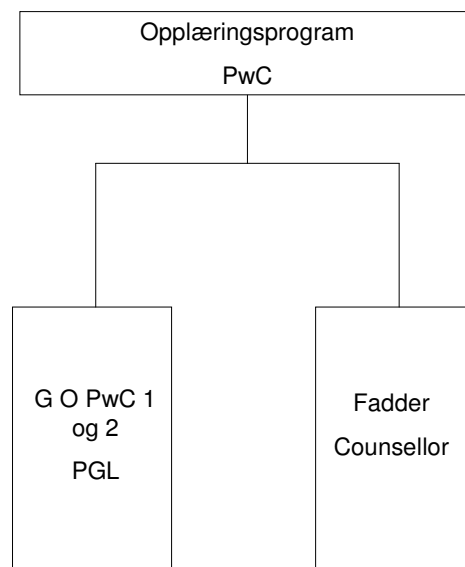 Opplæringsprogram
PwC
G O PwC 1
og 2
PGL
Fadder
Counsellor